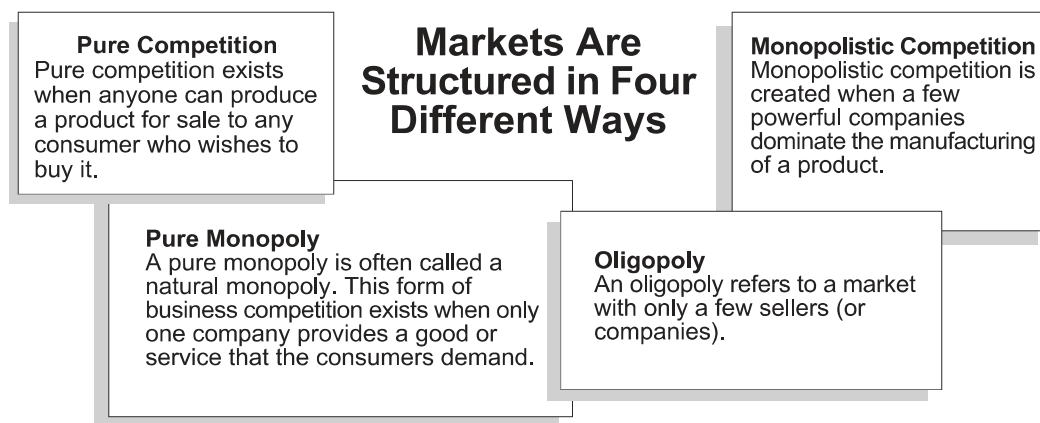 Pure Competition
Pure competition exists
when anyone can produce
a product for sale to any
consumer who wishes to
buy it.
Markets Are
Structured in Four
Different Ways
Monopolistic Competition
Monopolistic competition is
created when a few
powerful companies
dominate the manufacturing
of a product.
Pure Monopoly
A pure monopoly is often called a
natural monopoly. This form of
business competition exists when only
one company provides a good or
service that the consumers demand.
Oligopoly
An oligopoly refers to a market
with only a few sellers (or
companies).